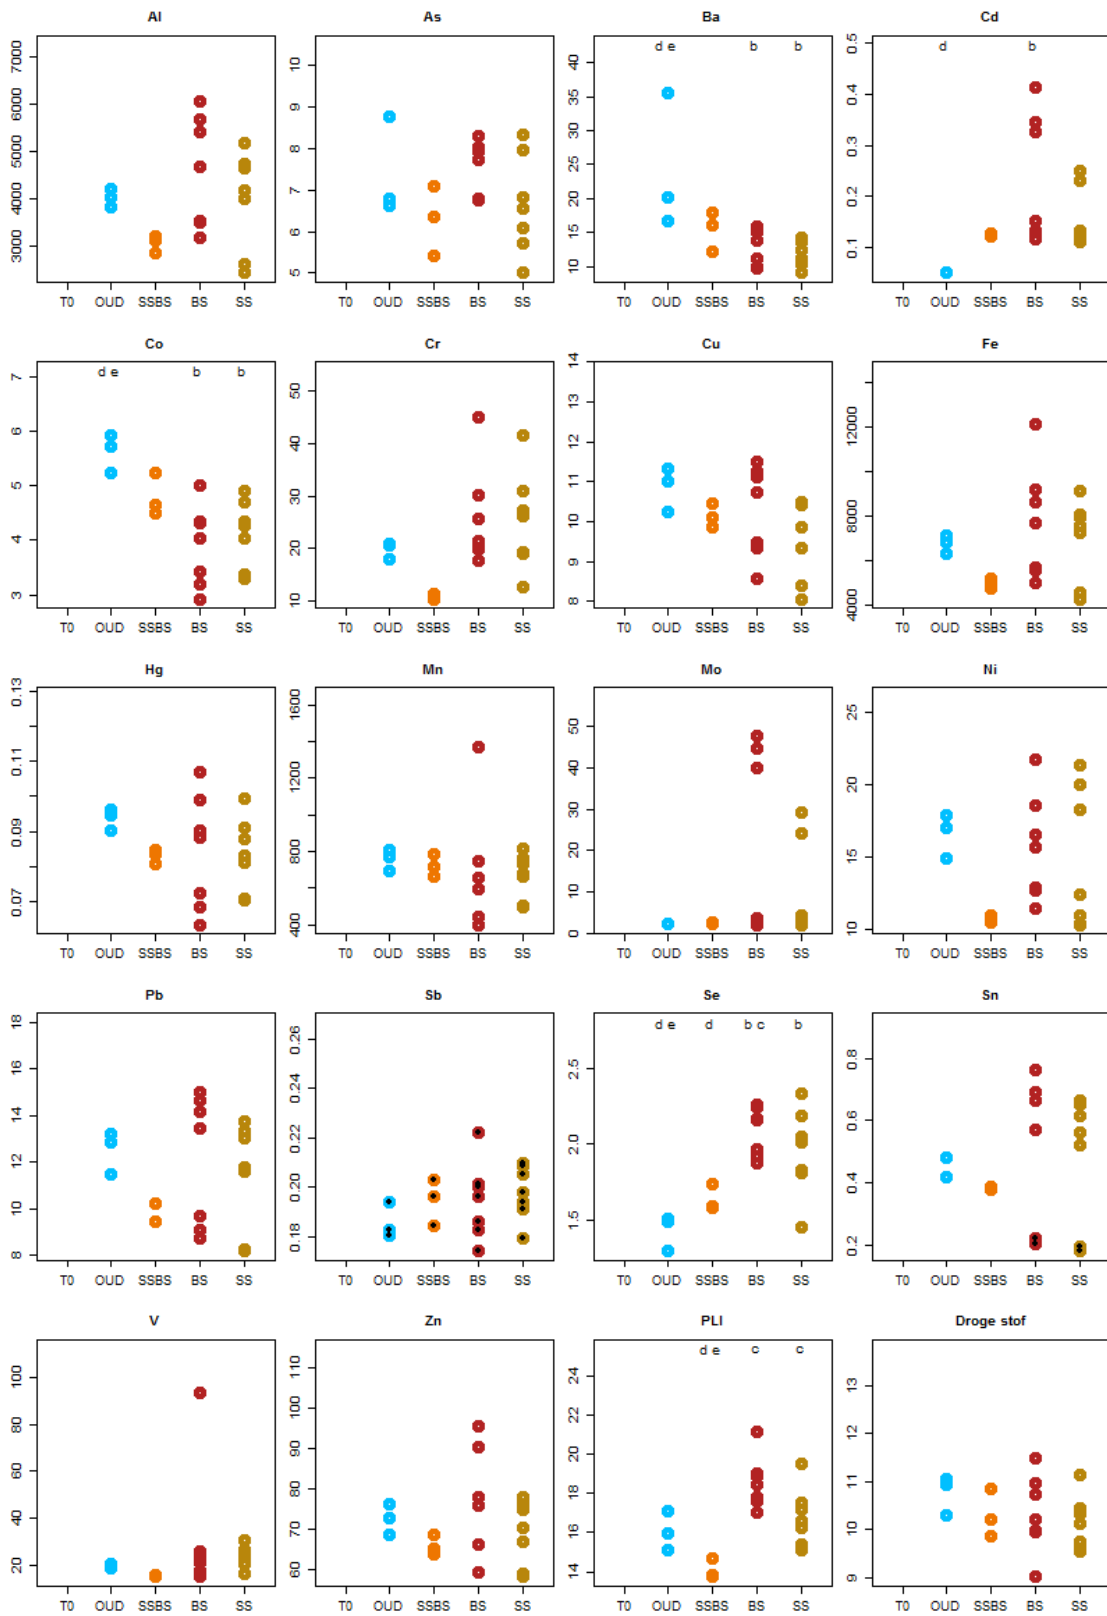 Al As Ba Cd
7000 6000 5000 4000 3000
10 9 8 7 6 5
d e b b
40 35 30 25 20 15 10
d b
0.5 0.4 0.3 0.2 0.1
T0 OUD SSBS BS SS T0 OUD SSBS BS SS T0 OUD SSBS BS SS T0 OUD SSBS BS SS
Co Cr Cu Fe
d e b b
7 6 5 4 3
50 40 30 20 10
14 13 12 11 10 9 8
12000 8000 4000
T0 OUD SSBS BS SS T0 OUD SSBS BS SS T0 OUD SSBS BS SS T0 OUD SSBS BS SS
Hg Mn Mo Ni
0.13 0.11 0.09 0.07
1600 1200 800 400
50 40 30 20 10 0
25 20 15 10
T0 OUD SSBS BS SS T0 OUD SSBS BS SS T0 OUD SSBS BS SS T0 OUD SSBS BS SS
Pb Sb Se Sn
18 16 14 12 10 8
0.26 0.24 0.22 0.20 0.18
d e d b c b
2.5 2.0 1.5
0.8 0.6 0.4 0.2
T0 OUD SSBS BS SS T0 OUD SSBS BS SS T0 OUD SSBS BS SS T0 OUD SSBS BS SS
V Zn PLI Droge stof
100 80 60 40 20
110 100 90 80 70 60
d e c c
24 22 20 18 16 14
13 12 11 10 9
T0 OUD SSBS BS SS T0 OUD SSBS BS SS T0 OUD SSBS BS SS T0 OUD SSBS BS SS